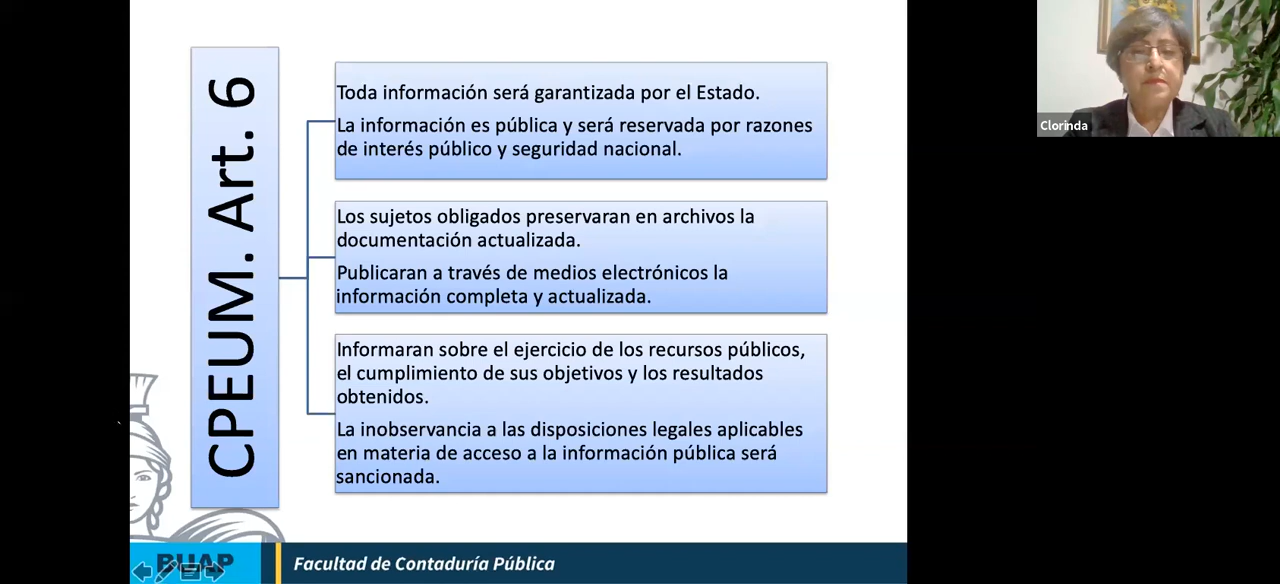 CPEUM. Art. 6
Toda información será garantizada por el Estado.
La información es pública y será reservada por razones
de interés público y seguridad nacional.
Los sujetos obligados preservaran en archivos la
documentación actualizada.
Publicaran a través de medios electrónicos la
información completa y actualizada.
Informaran sobre el ejercicio de los recursos públicos,
el cumplimiento de sus objetivos y los resultados
obtenidos.
La inobservancia a las disposiciones legales aplicables
en materia de acceso a la información pública será
sancionada.
Clorinda
BUAP
Facultad de Contaduría Pública